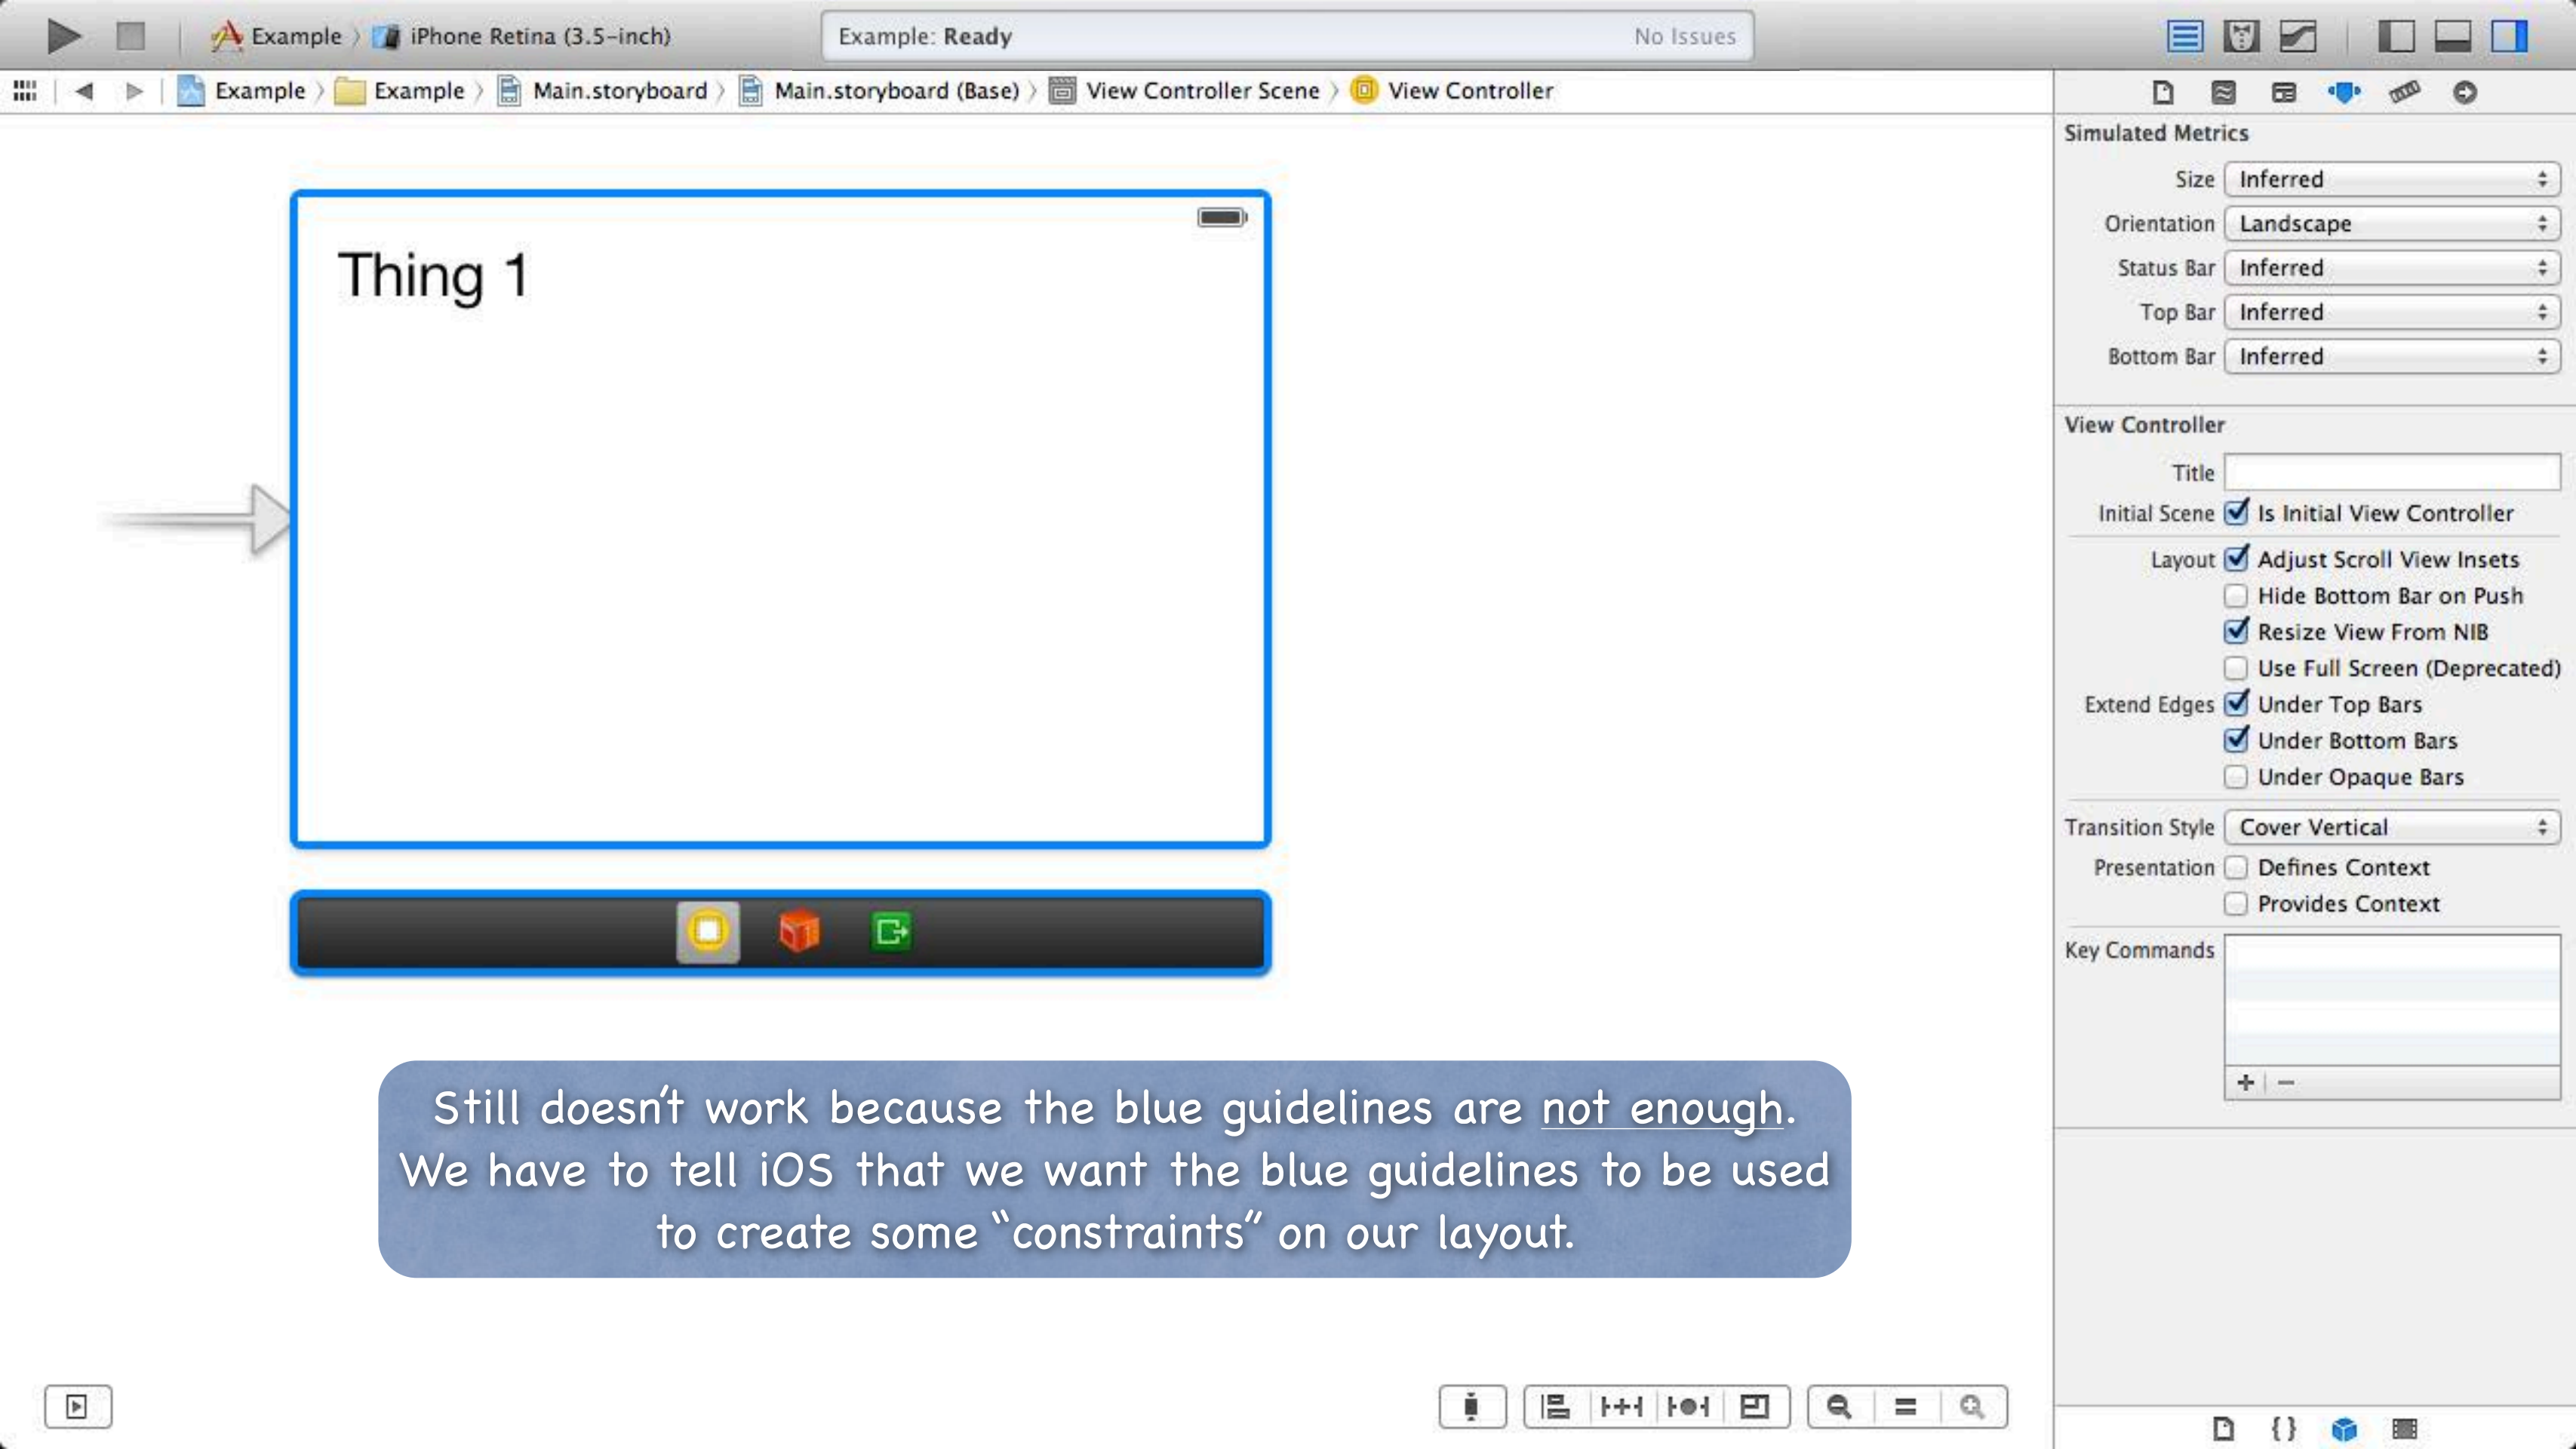 Example iPhone Retina (3.5-inch)
Example: Ready No Issues
Example Example Main.storyboard Main.storyboard (Base) View Controller Scene View Controller
Thing 1
Simulated Metrics
Size Inferred
Orientation Landscape
Status Bar Inferred
Top Bar Inferred
Bottom Bar Inferred
View Controller
Title
Initial Scene Is Initial View Controller
Layout Adjust Scroll View Insets
Hide Bottom Bar on Push
Resize View From NIB
Use Full Screen (Deprecated)
Extend Edges Under Top Bars
Under Bottom Bars
Under Opaque Bars
Transition Style Cover Vertical
Presentation Defines Context
Provides Context
Key Commands
Still doesn't work because the blue guidelines are not enough.
We have to tell iOS that we want the blue guidelines to be used
to create some “constraints” on our layout.